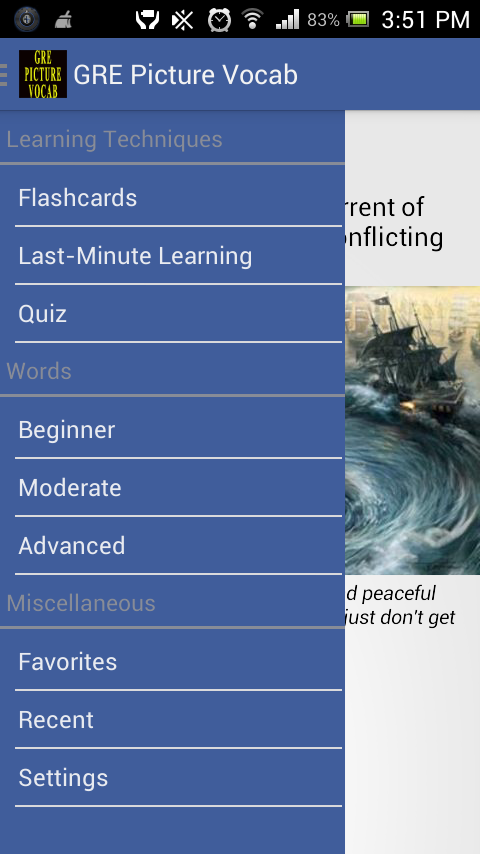 83% 3:51 PM
GRE PICTURE VOCAB
GRE Picture Vocab
Learning Techniques
Flashcards
Last-Minute Learning
Quiz
Words
Beginner
Moderate
Advanced
Miscellaneous
Favorites
Recent
Settings
rrent of
onflicting
d peaceful
just don't get